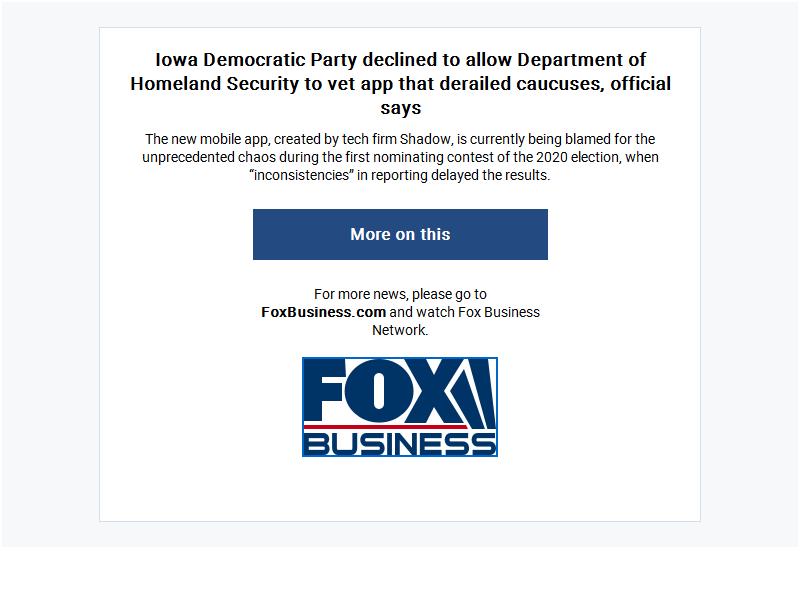 Iowa Democratic Party declined to allow Department of
Homeland Security to vet app that derailed caucuses, official
says
The new mobile app, created by tech firm Shadow, is currently being blamed for the
unprecedented chaos during the first nominating contest of the 2020 election, when
“inconsistencies” in reporting delayed the results.
More on this
For more news, please go to
FoxBusiness.com and watch Fox Business
Network.
FOX
BUSINESS